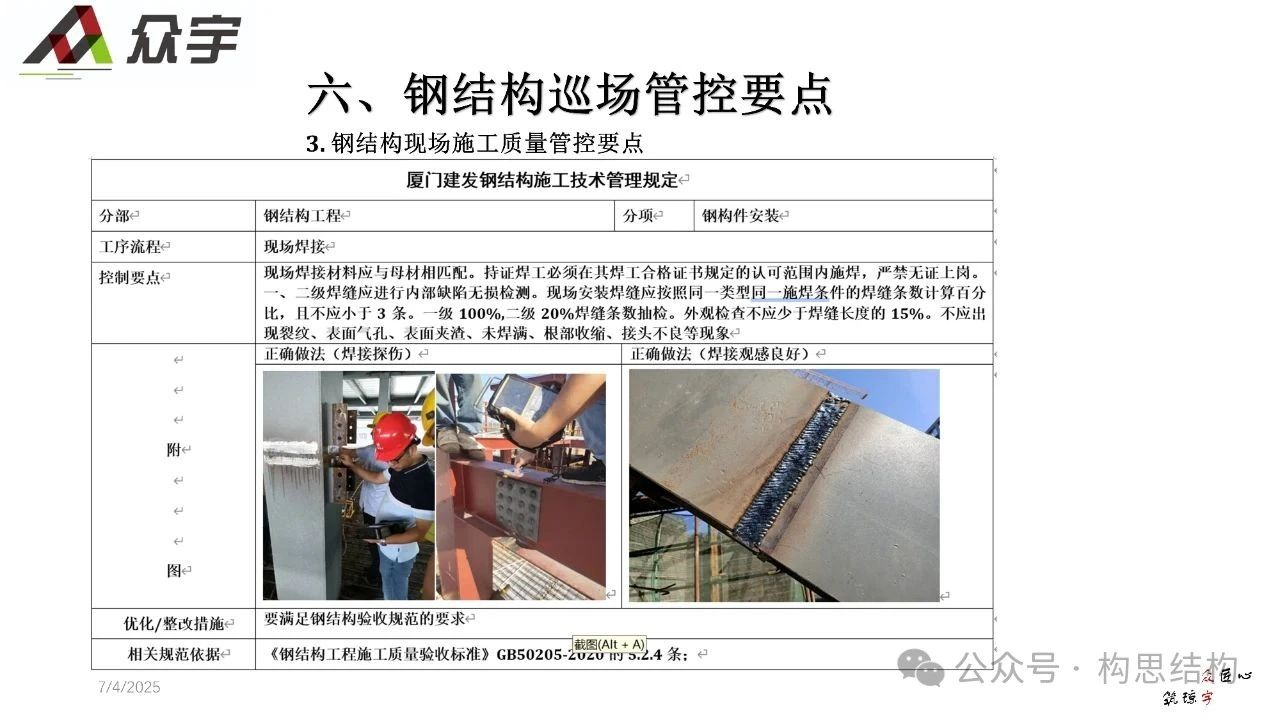 众宇
六、钢结构巡场管控要点
3. 钢结构现场施工质量管控要点
厦门建发钢结构施工技术管理规定
分部 钢结构工程 分项 钢构件安装
工序流程 现场焊接
控制要点 现场焊接材料应与母材相匹配。持证焊工必须在其焊工合格证书规定的认可范围内施焊，严禁无证上岗。
一、二级焊缝应进行内部缺陷无损检测。现场安装焊缝应按照同一类型同一施焊条件的焊缝条数计算百分
比，且不应小于 3 条。一级 100%,二级 20%焊缝条数抽检。外观检查不应少于焊缝长度的 15%。不应出
现裂纹、表面气孔、表面夹渣、未焊满、根部收缩、接头不良等现象
正确做法（焊接探伤） 正确做法（焊接观感良好）
附
图
优化/整改措施 要满足钢结构验收规范的要求
截图(Alt + A)
相关规范依据 《钢结构工程施工质量验收标准》GB50205-2020 的 5.2.4 条；
公众号 · 构思结构
7/4/2025
众匠心
筑琼宇